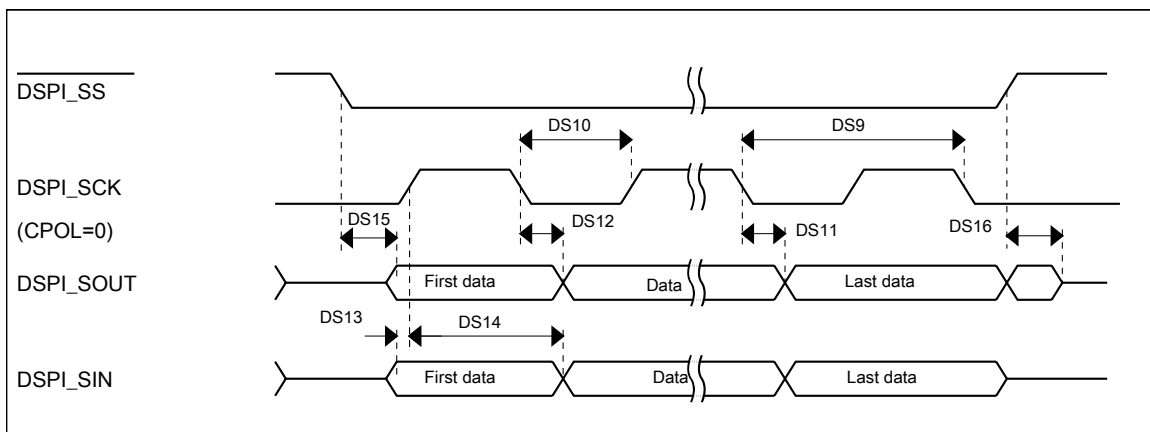 DSPI_SS
DS10
DS9
DSPI_SCK
(CPOL=0)
DS15
DS12
DS11
DS16
DSPI_SOUT
First data
Data
Last data
DS13
DS14
DSPI_SIN
First data
Data
Last data